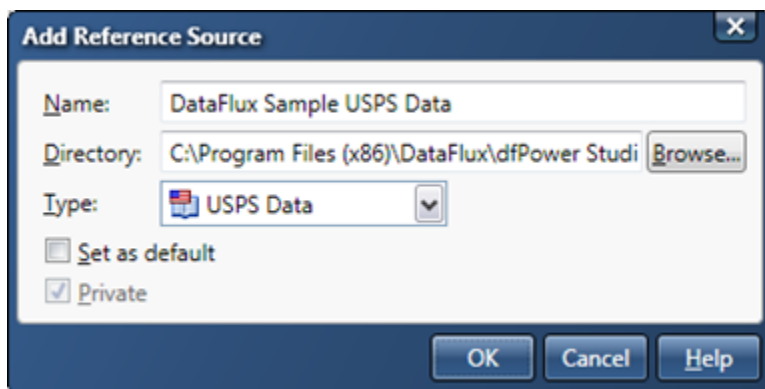 Add Reference Source
Name: DataFlux Sample USPS Data
Directory: C:\Program Files (x86)\DataFlux\dfPower Studi Browse...
Type: USPS Data
Set as default
Private
OK Cancel Help